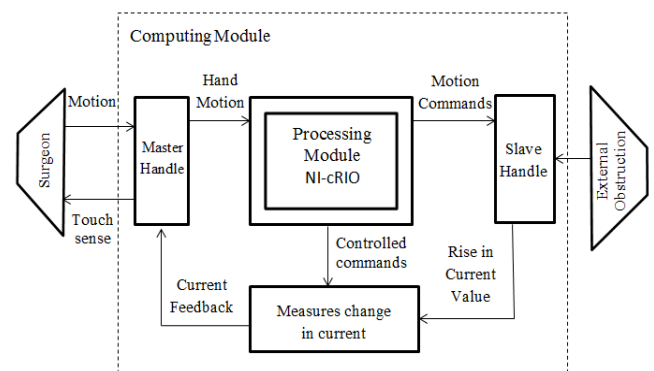 Computing Module
Hand
Motion
Motion
Commands
Motion
Surgeon
Master
Handle
Processing
Module
NI-cRIO
Slave
Handle
External
Obstruction
Touch
sense
Controlled
commands
Rise in
Current
Value
Current
Feedback
Measures change
in current